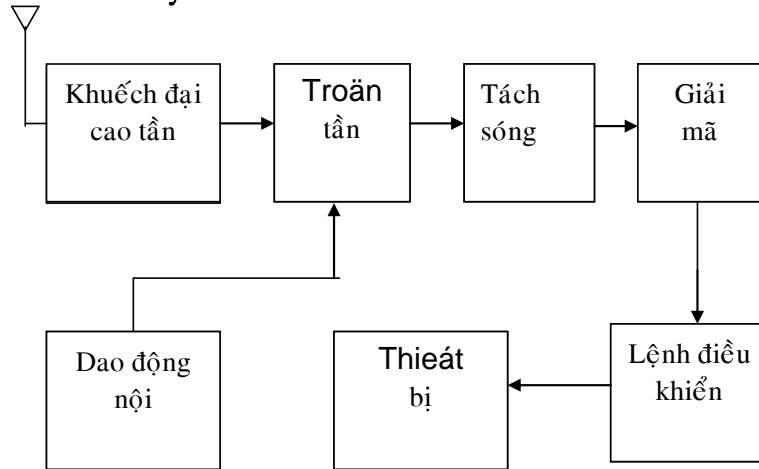 Khuếch đại
cao tần
Troän
tần
Tách
sóng
Giải
mã
Dao động
nội
Thieát
bị
Lệnh điều
khiển